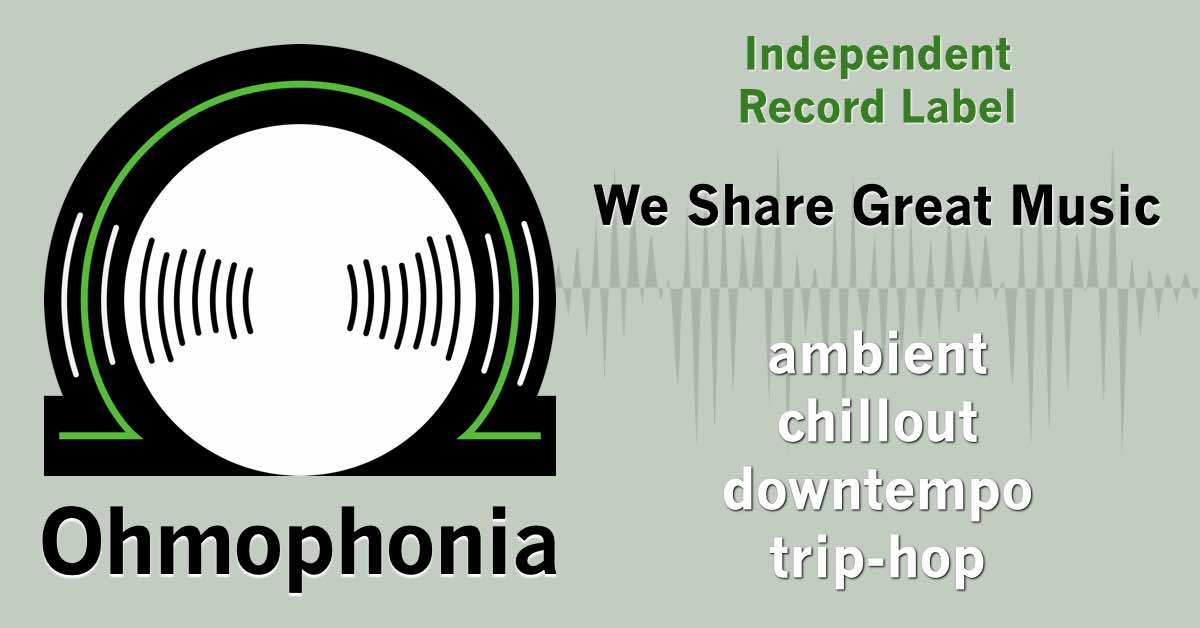 Independent
Record Label
We Share Great Music
ambient
chillout
downtempo
trip-hop
Ohmophonia